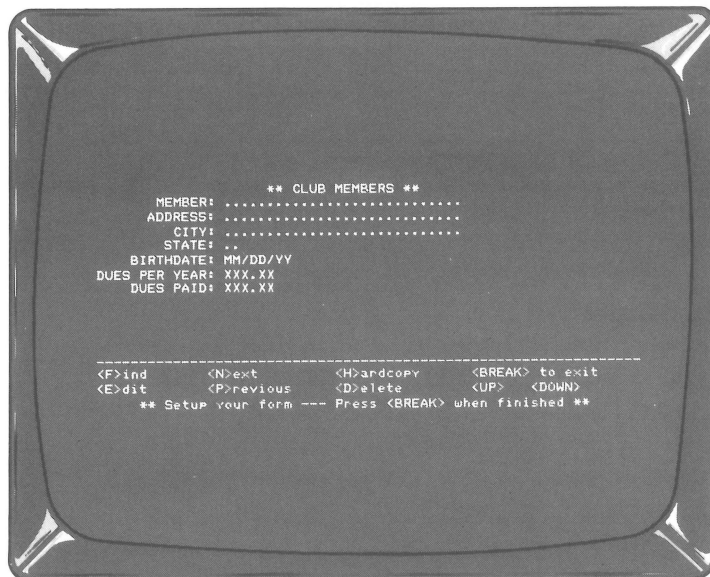 ** CLUB MEMBERS **
MEMBER: ............................
ADDRESS: ............................
CITY: ............................
STATE: ..
BIRTHDATE: MM/DD/YY
DUES PER YEAR: XXX.XX
DUES PAID: XXX.XX
----------------------------------------------------------------
<F>ind <N>ext <H>ardcopy <BREAK> to exit
<E>dit <P>revious <D>elete <UP> <DOWN>
** Setup your form --- Press <BREAK> when finished **